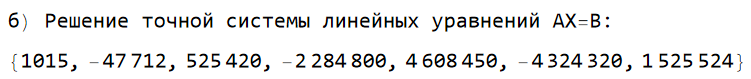 б) Решение точной системы линейных уравнений AX=B:
{1015, −47 712, 525 420, −2 284 800, 4 608 450, −4 324 320, 1 525 524}